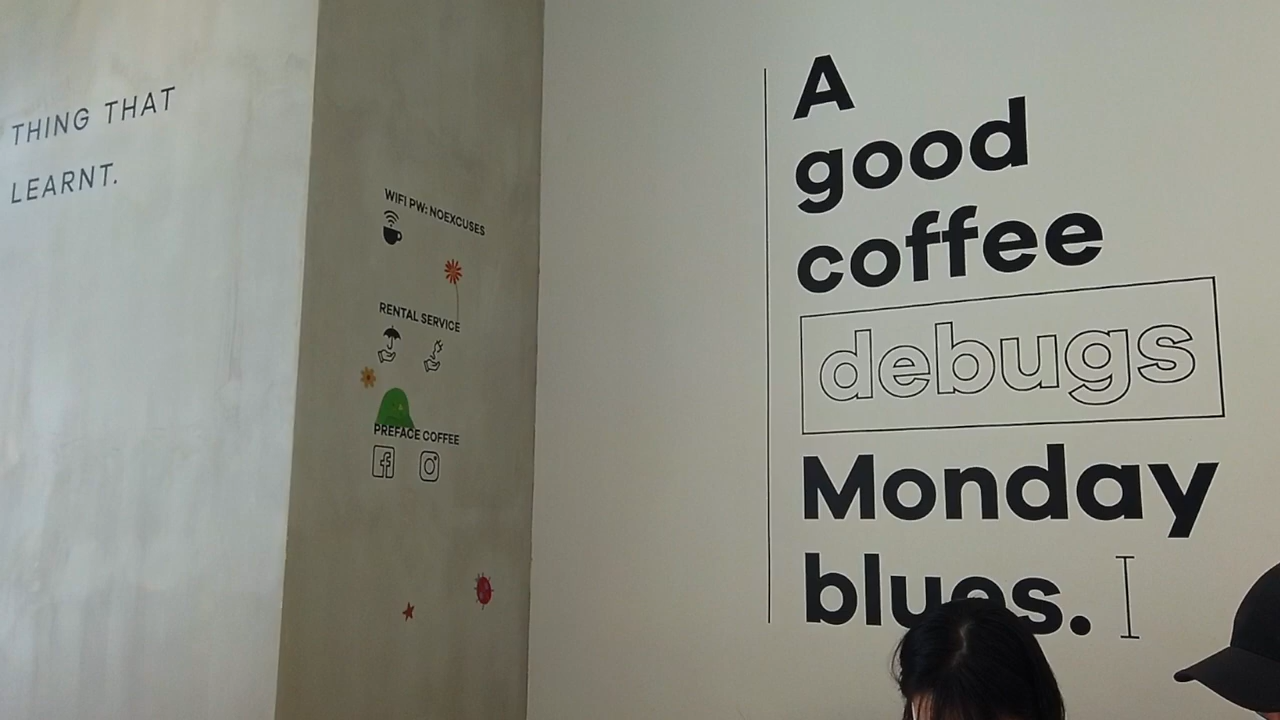 THING THAT
LEARNT.
WIFI PW: NOEXCUSES
RENTAL SERVICE
PREFACE COFFEE
A
good
coffee
debugs
Monday
blues.